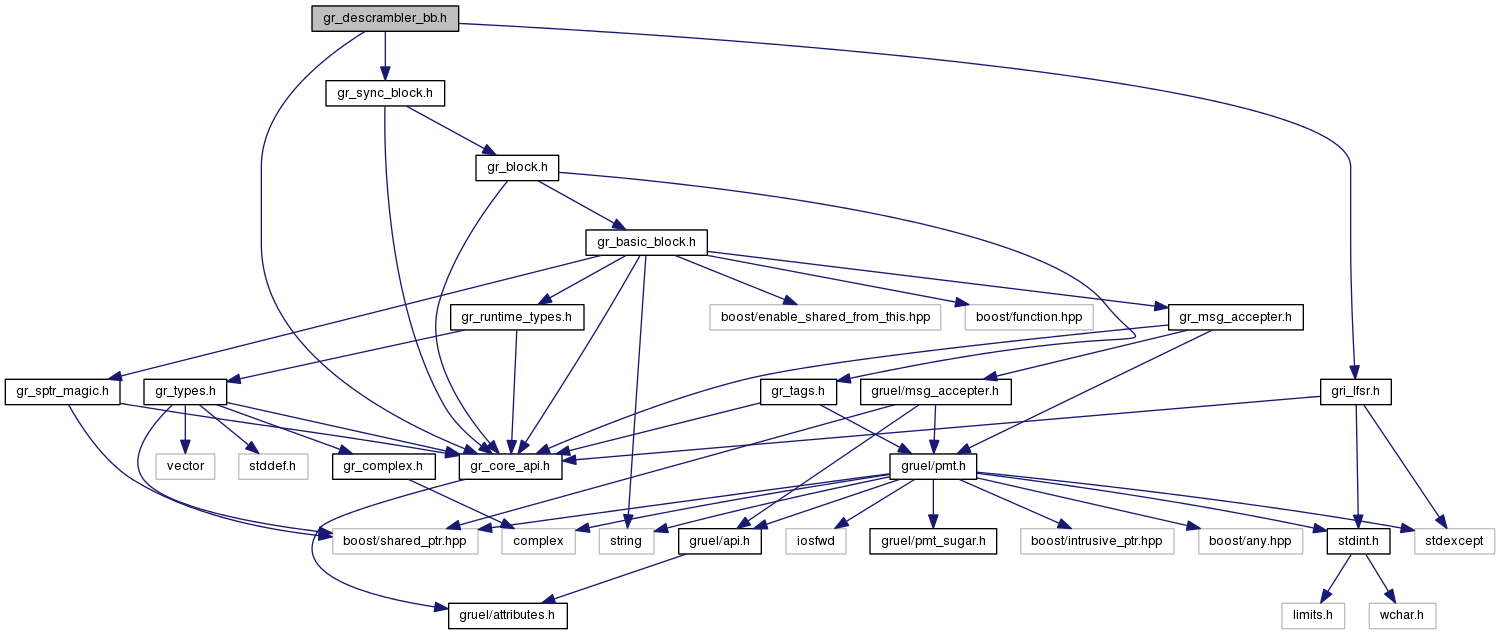 gr_descrambler_bb.h
gr_sync_block.h
gr_block.h
gr_basic_block.h
gr_runtime_types.h
boost/enable_shared_from_this.hpp
boost/function.hpp
gr_msg_accepter.h
gr_sptr_magic.h
gr_types.h
gr_tags.h
gruel/msg_accepter.h
gri_lfsr.h
vector
stddef.h
gr_complex.h
gr_core_api.h
gruel/pmt.h
boost/shared_ptr.hpp
complex
string
gruel/api.h
iosfwd
gruel/pmt_sugar.h
boost/intrusive_ptr.hpp
boost/any.hpp
stdint.h
stdexcept
gruel/attributes.h
limits.h
wchar.h